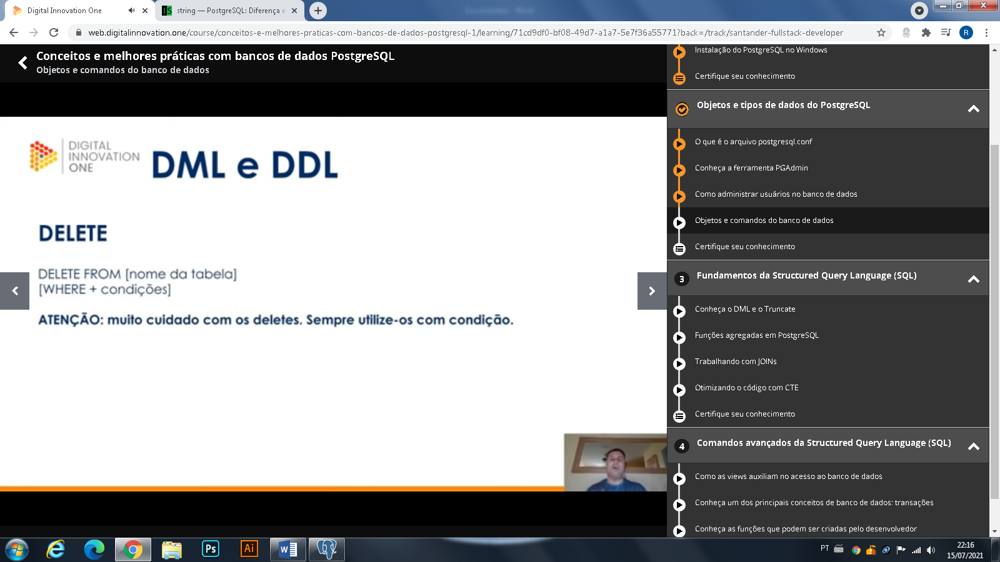 Digital Innovation One
string — PostgreSQL: Diferença e
web.digitalinnovation.one/course/conceitos-e-melhores-praticas-com-bancos-de-dados-postgresql-1/learning/71cd9df0-bf08-49d7-a1a7-5e7f36a55771?back=/track/santander-fullstack-developer
R
Conceitos e melhores práticas com bancos de dados PostgreSQL
Objetos e comandos do banco de dados
DIGITAL
INNOVATION
ONE
DML e DDL
DELETE
DELETE FROM [nome da tabela]
[WHERE + condições]
ATENÇÃO: muito cuidado com os deletes. Sempre utilize-os com condição.
Instalação do PostgreSQL no Windows
Certifique seu conhecimento
Objetos e tipos de dados do PostgreSQL
O que é o arquivo postgresql.conf
Conheça a ferramenta PGAdmin
Como administrar usuários no banco de dados
Objetos e comandos do banco de dados
Certifique seu conhecimento
3 Fundamentos da Structured Query Language (SQL)
Conheça o DML e o Truncate
Funções agregadas em PostgreSQL
Trabalhando com JOINs
Otimizando o código com CTE
Certifique seu conhecimento
4 Comandos avançados da Structured Query Language (SQL)
Como as views auxiliam no acesso ao banco de dados
Conheça um dos principais conceitos de banco de dados: transações
Conheça as funções que podem ser criadas pelo desenvolvedor
Ps
Ai
PT
22:16
15/07/2021